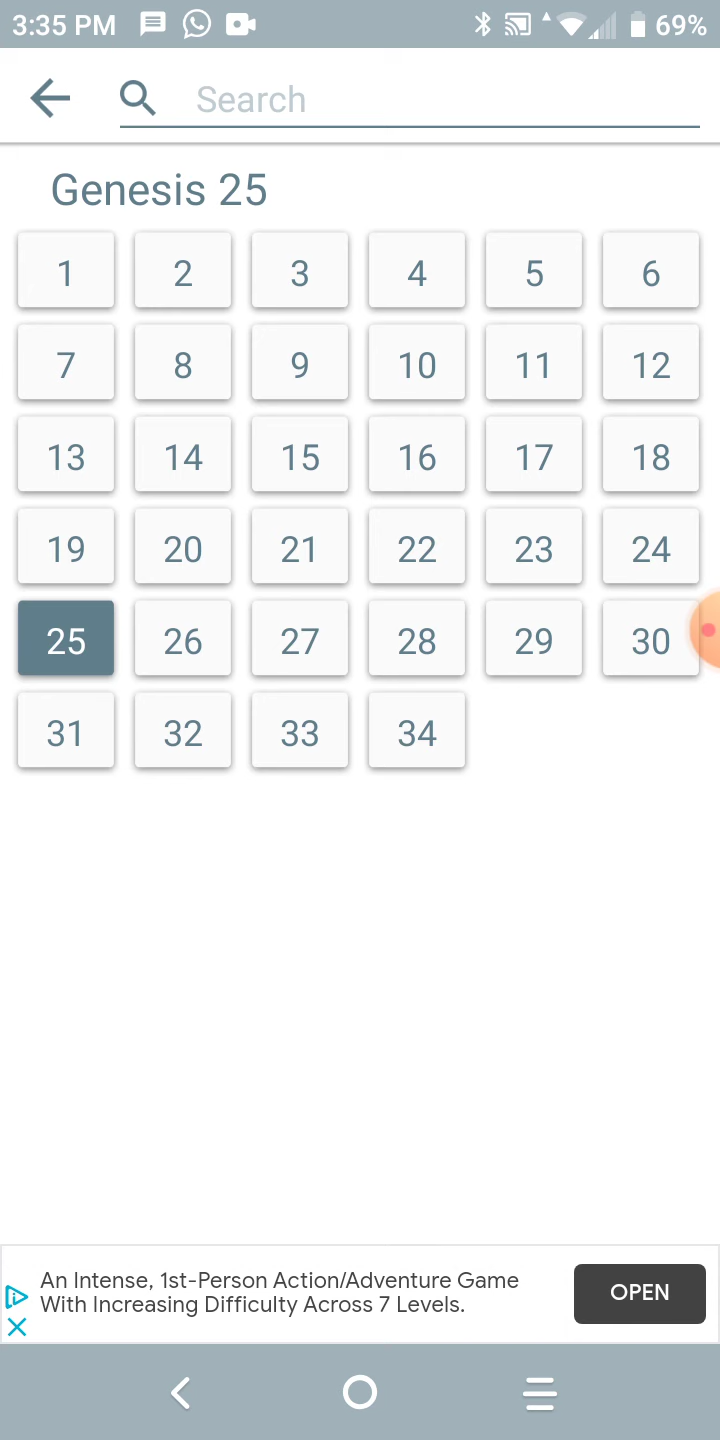 3:35 PM
69%
Search
Genesis 25
1 2 3 4 5 6
7 8 9 10 11 12
13 14 15 16 17 18
19 20 21 22 23 24
25 26 27 28 29 30
31 32 33 34
An Intense, 1st-Person Action/Adventure Game
With Increasing Difficulty Across 7 Levels.
OPEN